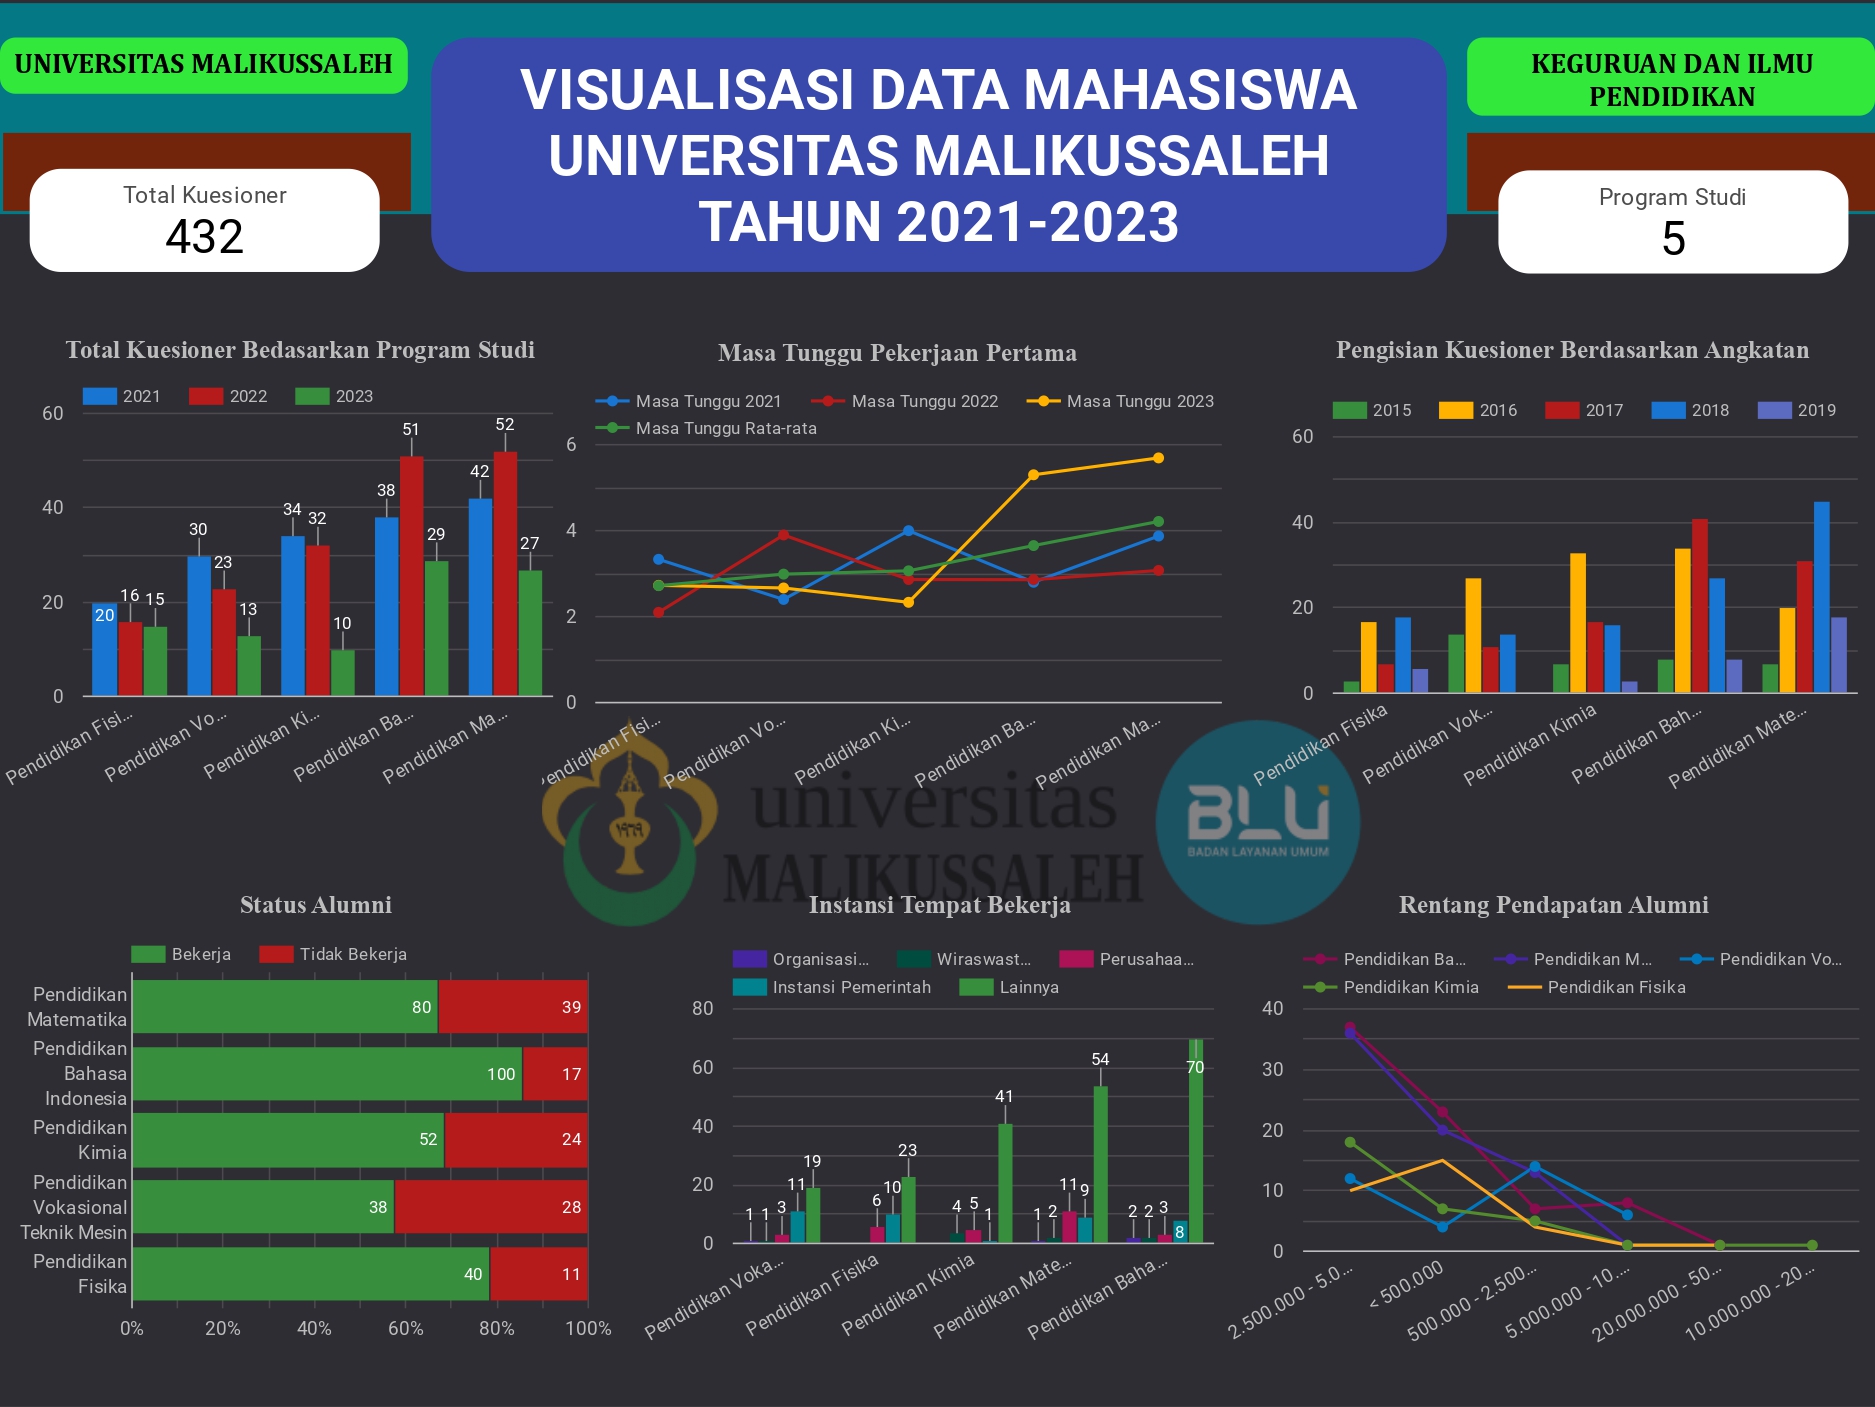 UNIVERSITAS MALIKUSSALEH
VISUALISASI DATA MAHASISWA
UNIVERSITAS MALIKUSSALEH
TAHUN 2021-2023
KEGURUAN DAN ILMU
PENDIDIKAN
Total Kuesioner
432
Program Studi
5
Total Kuesioner Bedasarkan Program Studi
2021 2022 2023
60
40
20
0
20 16 15
30 23 13
34 32 10
38 51 29
42 52 27
Pendidikan Fisi...
Pendidikan Vo...
Pendidikan Ki...
Pendidikan Ba...
Pendidikan Ma...
Masa Tunggu Pekerjaan Pertama
Masa Tunggu 2021 Masa Tunggu 2022 Masa Tunggu 2023
Masa Tunggu Rata-rata
6
4
2
0
Pendidikan Fisi...
Pendidikan Vo...
Pendidikan Ki...
Pendidikan Ba...
Pendidikan Ma...
Pengisian Kuesioner Berdasarkan Angkatan
2015 2016 2017 2018 2019
60
40
20
0
Pendidikan Fisika
Pendidikan Vok...
Pendidikan Kimia
Pendidikan Bah...
Pendidikan Mate...
١٩٦٩
universitas
MALIKUSSALEH
BLU
BADAN LAYANAN UMUM
Status Alumni
Bekerja Tidak Bekerja
Pendidikan
Matematika
80 39
Pendidikan
Bahasa
Indonesia
100 17
Pendidikan
Kimia
52 24
Pendidikan
Vokasional
Teknik Mesin
38 28
Pendidikan
Fisika
40 11
0% 20% 40% 60% 80% 100%
Instansi Tempat Bekerja
Organisasi... Wiraswast... Perusahaa...
Instansi Pemerintah Lainnya
80
60
40
20
0
1 1 3 11 19
6 10 23
4 5 1 41
1 2 11 9 54
2 2 3 8 70
Pendidikan Voka...
Pendidikan Fisika
Pendidikan Kimia
Pendidikan Mate...
Pendidikan Baha...
Rentang Pendapatan Alumni
Pendidikan Ba... Pendidikan M... Pendidikan Vo...
Pendidikan Kimia Pendidikan Fisika
40
30
20
10
0
2.500.000 - 5.0...
< 500.000
500.000 - 2.500...
5.000.000 - 10....
20.000.000 - 50...
10.000.000 - 20...